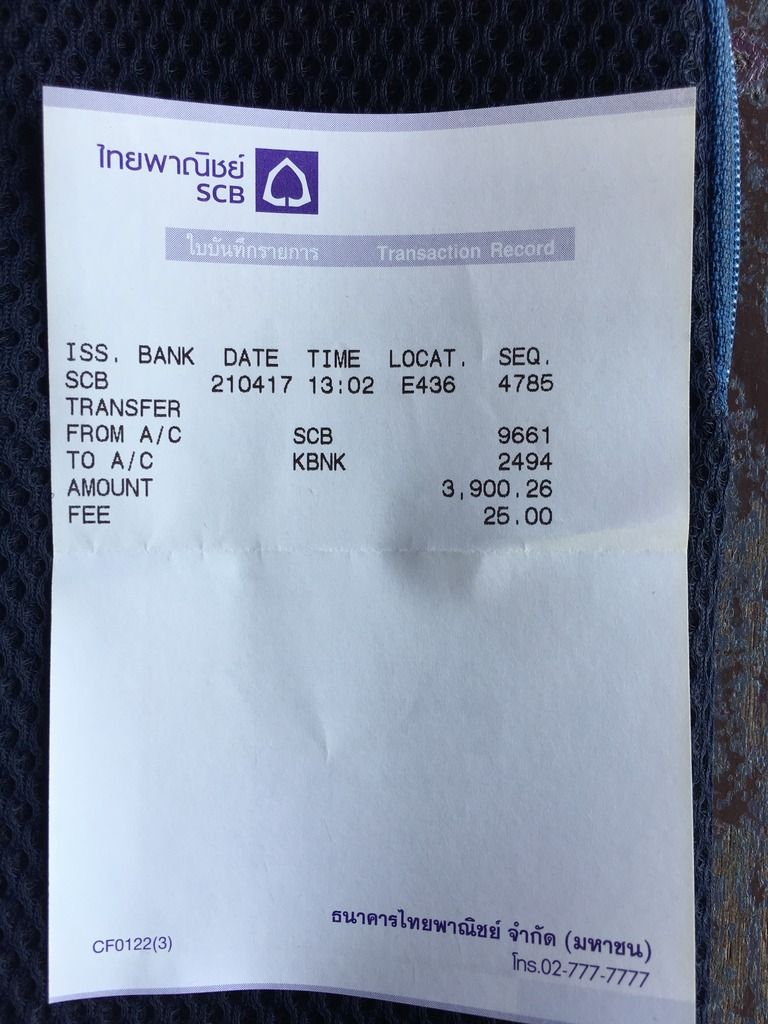 ไทยพาณิชย์
SCB
ใบบันทึกรายการ Transaction Record
ISS. BANK DATE TIME LOCAT. SEQ.
SCB 210417 13:02 E436 4785
TRANSFER
FROM A/C SCB 9661
TO A/C KBNK 2494
AMOUNT 3,900.26
FEE 25.00
ธนาคารไทยพาณิชย์ จำกัด (มหาชน)
CF0122(3) โทร.02-777-7777